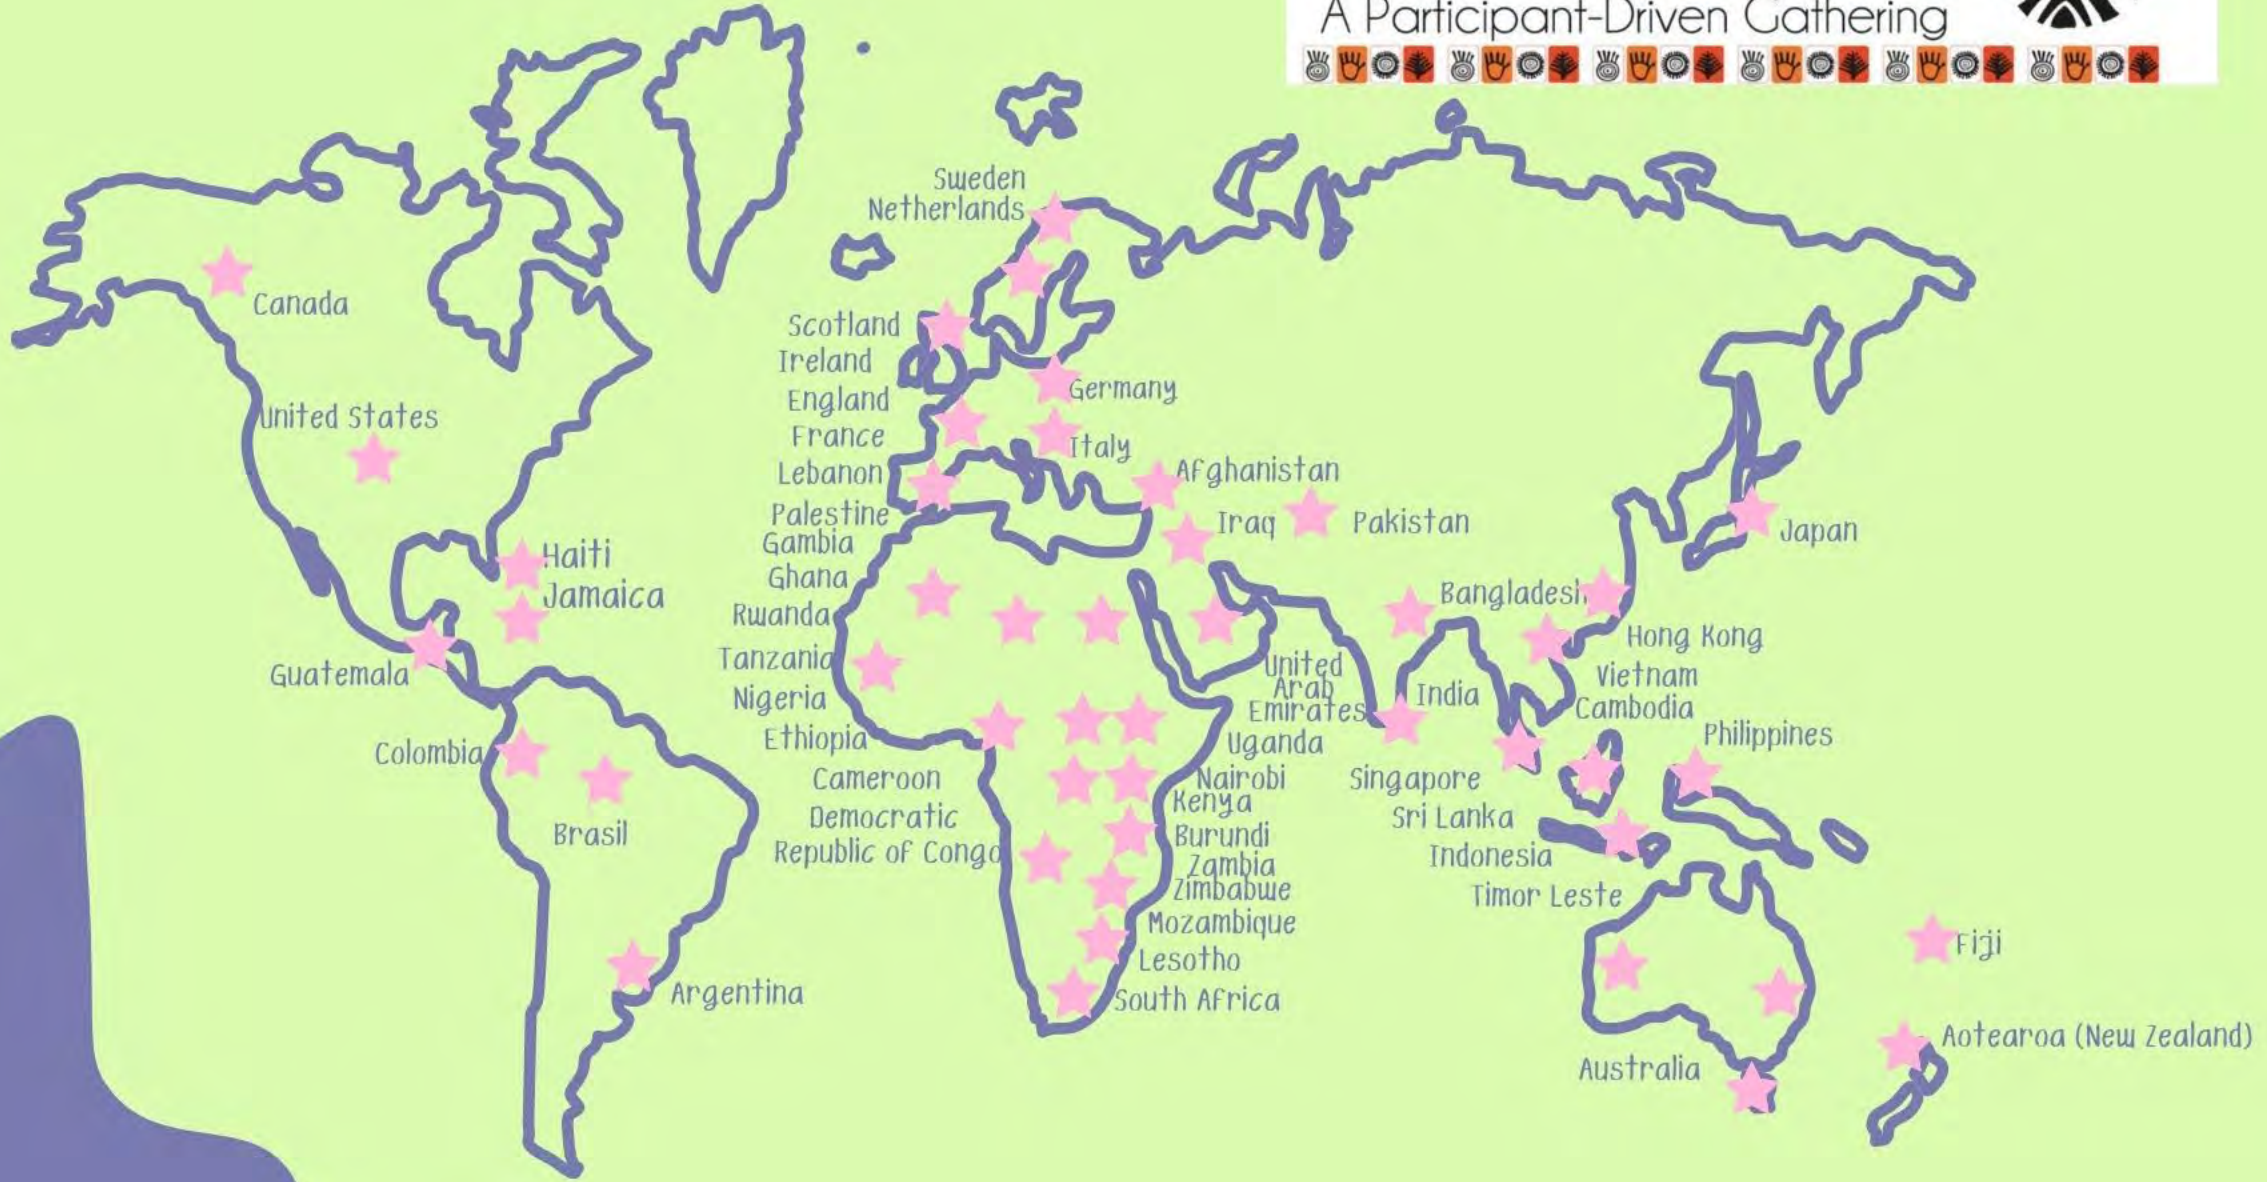 A Participant-Driven Gathering
Sweden
Netherlands
Canada
Scotland
Ireland
England
France
Lebanon
Palestine
Gambia
Ghana
Rwanda
Tanzania
Nigeria
Ethiopia
Cameroon
Democratic
Republic of Congo
Germany
Italy
Afghanistan
Iraq
Pakistan
Japan
United States
Haiti
Jamaica
Guatemala
Colombia
Brasil
Argentina
Bangladesh
Hong Kong
Vietnam
Cambodia
Philippines
United
Arab
Emirates
India
Uganda
Nairobi
Kenya
Burundi
Zambia
Zimbabwe
Mozambique
Lesotho
South Africa
Singapore
Sri Lanka
Indonesia
Timor Leste
Fiji
Aotearoa (New Zealand)
Australia